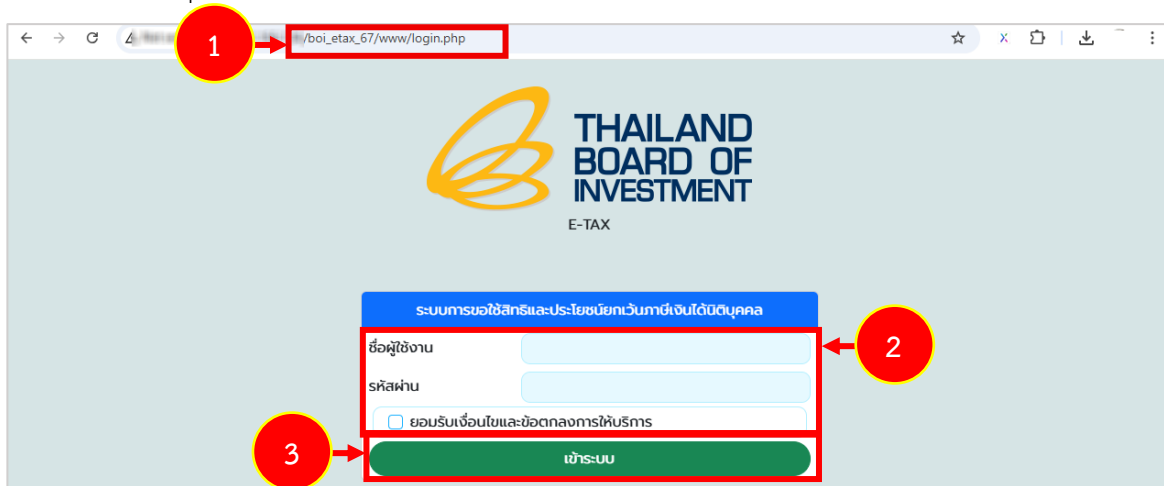 1
/boi_etax_67/www/login.php
THAILAND
BOARD OF
INVESTMENT
E-TAX
ระบบการขอใช้สิทธิและประโยชน์ยกเว้นภาษีเงินได้นิติบุคคล
ชื่อผู้ใช้งาน
2
รหัสผ่าน
ยอมรับเงื่อนไขและข้อตกลงการให้บริการ
3
เข้าระบบ